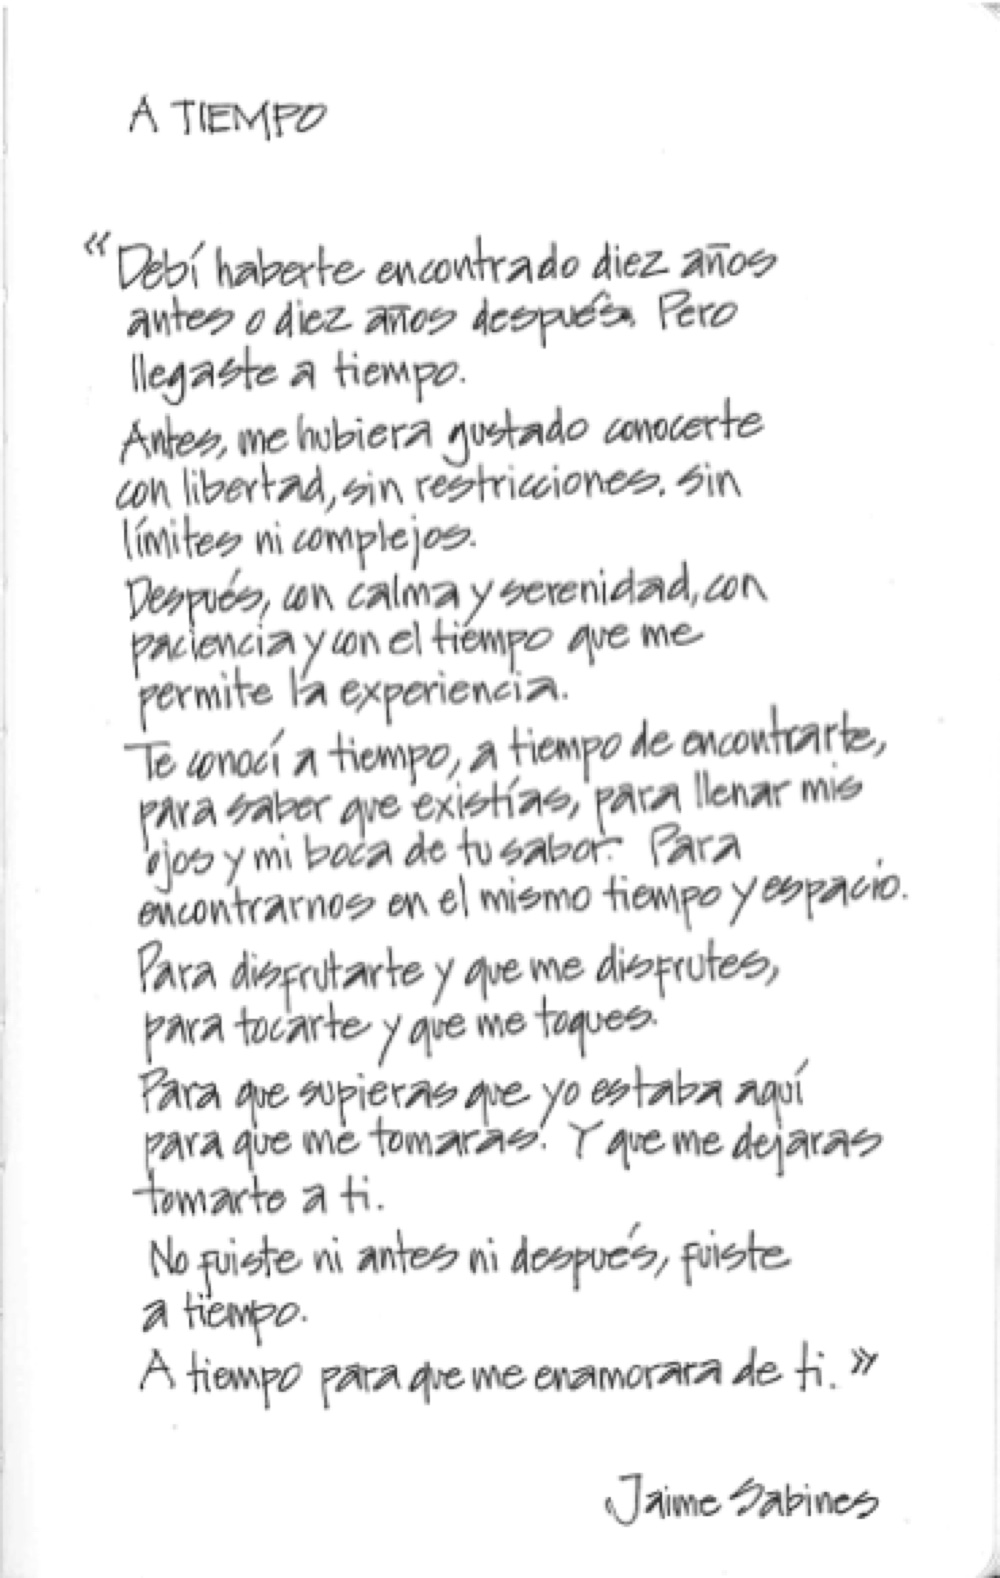 A TIEMPO
«Debí haberte encontrado diez años
antes o diez años después. Pero
llegaste a tiempo.
Antes, me hubiera gustado conocerte
con libertad, sin restricciones. Sin
límites ni complejos.
Después, con calma y serenidad, con
paciencia y con el tiempo que me
permite la experiencia.
Te conocí a tiempo, a tiempo de encontrarte,
para saber que existías, para llenar mis
ojos y mi boca de tu sabor. Para
encontrarnos en el mismo tiempo y espacio.
Para disfrutarte y que me disfrutes,
para tocarte y que me toques.
Para que supieras que yo estaba aquí
para que me tomaras. Y que me dejaras
tomarte a ti.
No fuiste ni antes ni después, fuiste
a tiempo.
A tiempo para que me enamorara de ti.»
Jaime Sabines